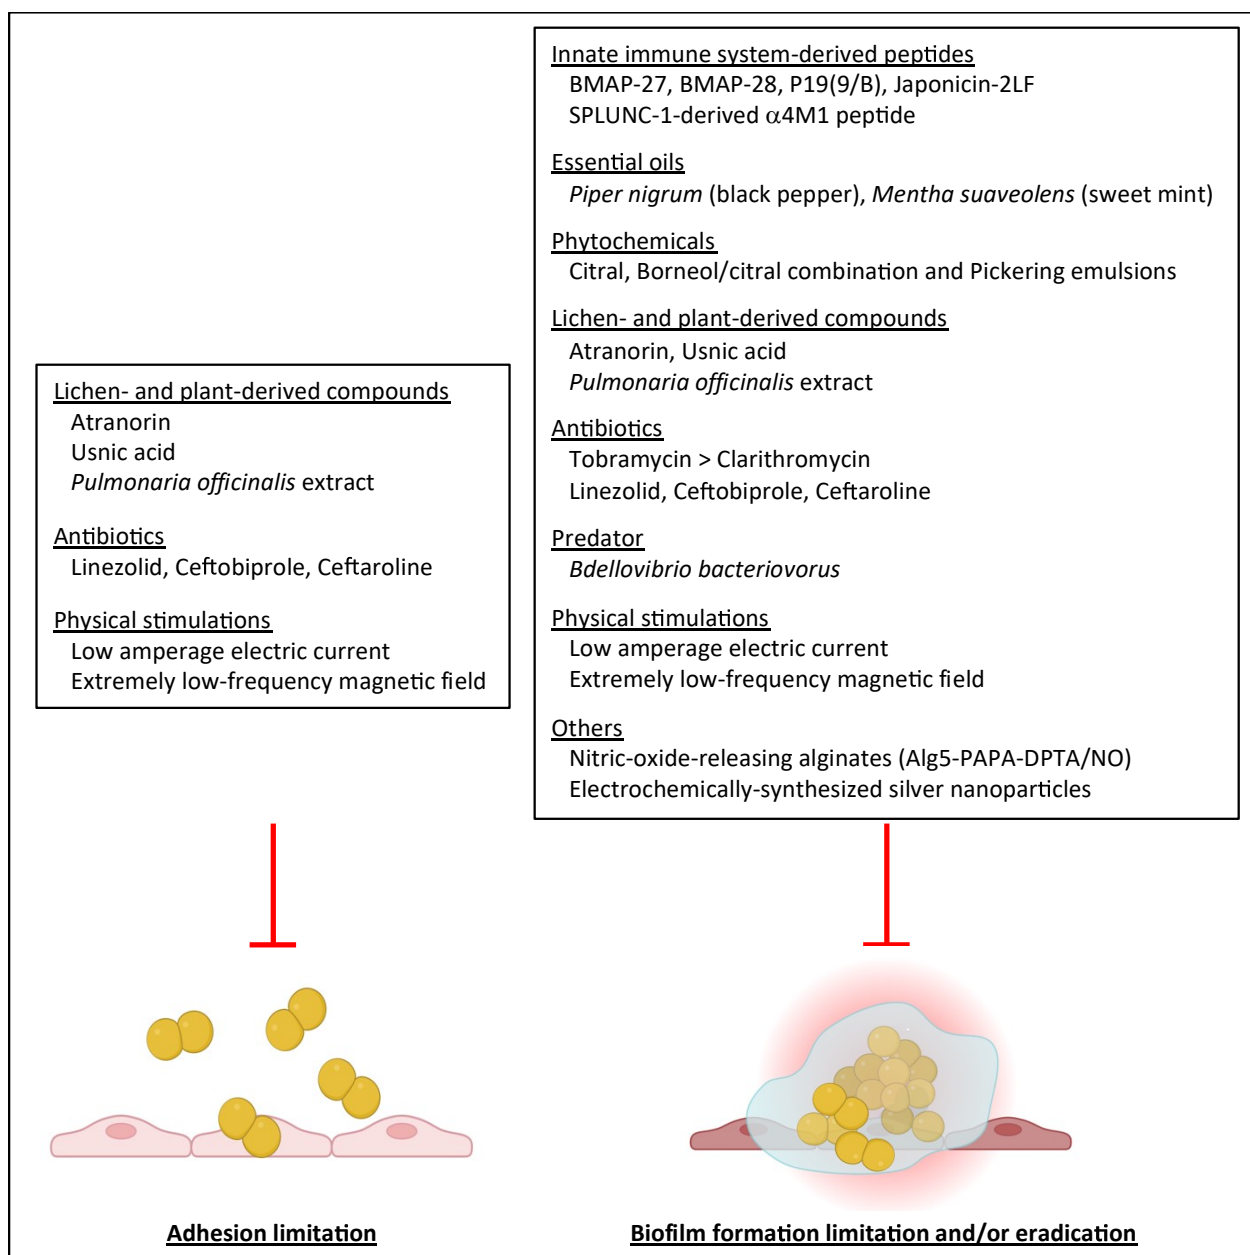 Lichen- and plant-derived compounds
Atranorin
Usnic acid
Pulmonaria officinalis extract
Antibiotics
Linezolid, Ceftobiprole, Ceftaroline
Physical stimulations
Low amperage electric current
Extremely low-frequency magnetic field
Innate immune system-derived peptides
BMAP-27, BMAP-28, P19(9/B), Japonicin-2LF
SPLUNC-1-derived α4M1 peptide
Essential oils
Piper nigrum (black pepper), Mentha suaveolens (sweet mint)
Phytochemicals
Citral, Borneol/citral combination and Pickering emulsions
Lichen- and plant-derived compounds
Atranorin, Usnic acid
Pulmonaria officinalis extract
Antibiotics
Tobramycin > Clarithromycin
Linezolid, Ceftobiprole, Ceftaroline
Predator
Bdellovibrio bacteriovorus
Physical stimulations
Low amperage electric current
Extremely low-frequency magnetic field
Others
Nitric-oxide-releasing alginates (Alg5-PAPA-DPTA/NO)
Electrochemically-synthesized silver nanoparticles
Adhesion limitation
Biofilm formation limitation and/or eradication